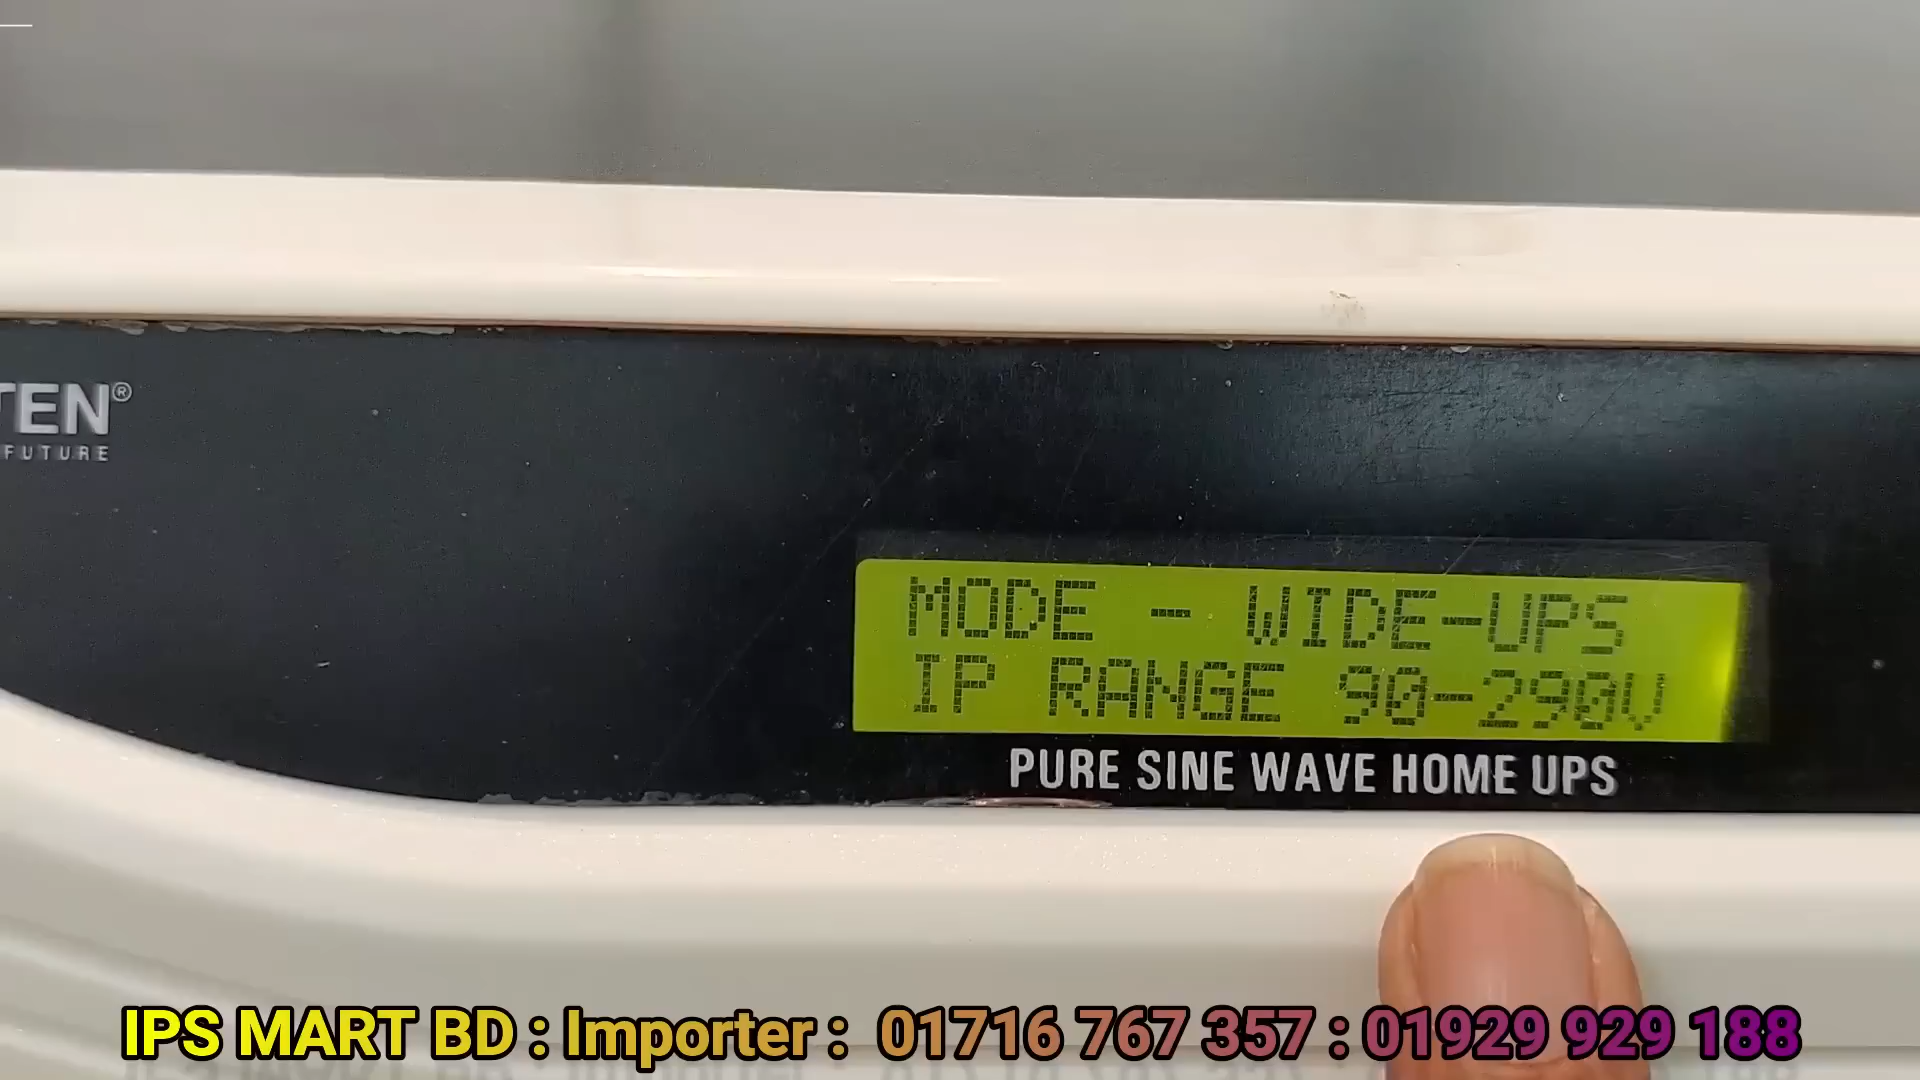 TEN®
FUTURE
MODE - WIDE-UPS
IP RANGE 90-290V
PURE SINE WAVE HOME UPS
IPS MART BD : Importer : 01716 767 357 : 01929 929 188